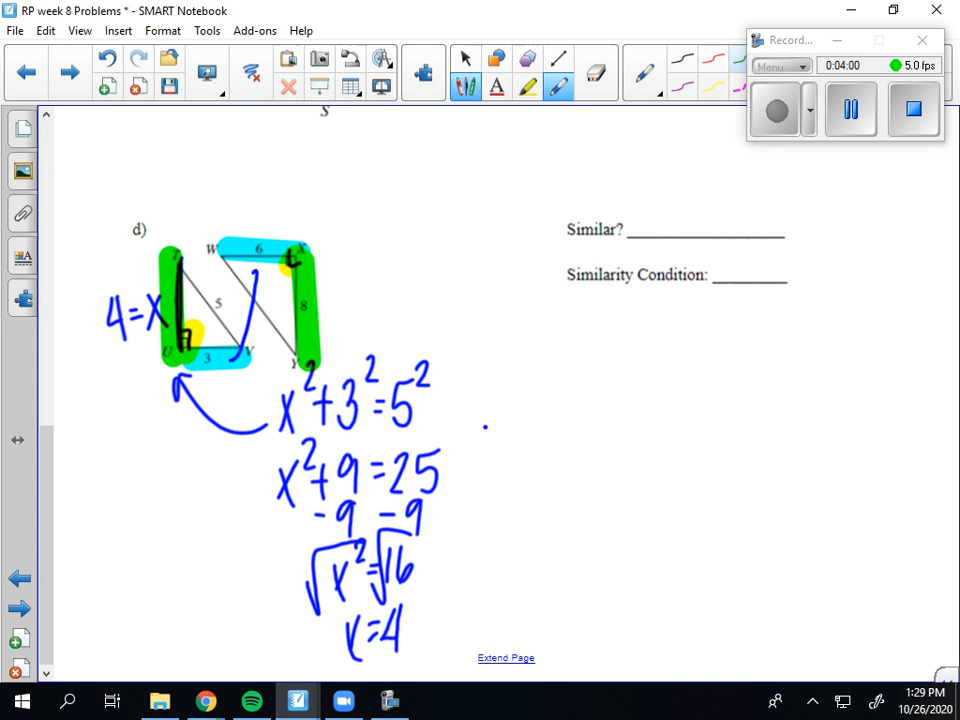 RP week 8 Problems * - SMART Notebook
File Edit View Insert Format Tools Add-ons Help
Record...
Menu 0:04:00 5.0 fps
S
d)
Similar?
Similarity Condition:
T W 6 X
5 8
4=X
U 3 V Y
x²+3²=5²
x²+9=25
-9 -9
√x²=√16
x=4
Extend Page
1:29 PM
10/26/2020